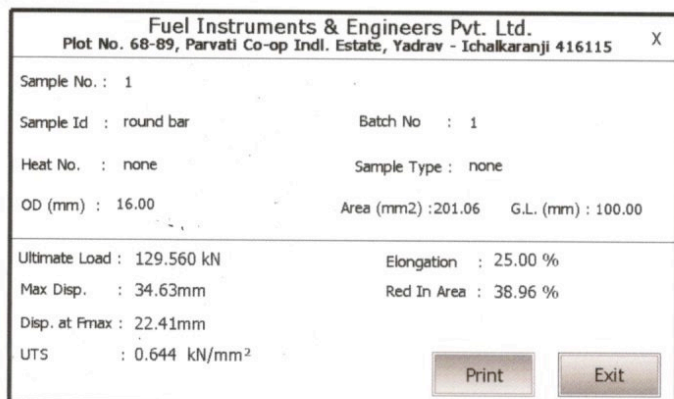 Fuel Instruments & Engineers Pvt. Ltd.
Plot No. 68-89, Parvati Co-op Indl. Estate, Yadrav - Ichalkaranji 416115 X
Sample No. : 1
Sample Id : round bar Batch No : 1
Heat No. : none Sample Type : none
OD (mm) : 16.00 Area (mm2) :201.06 G.L. (mm) : 100.00
Ultimate Load : 129.560 kN Elongation : 25.00 %
Max Disp. : 34.63mm Red In Area : 38.96 %
Disp. at Fmax : 22.41mm
UTS : 0.644 kN/mm²
Print Exit